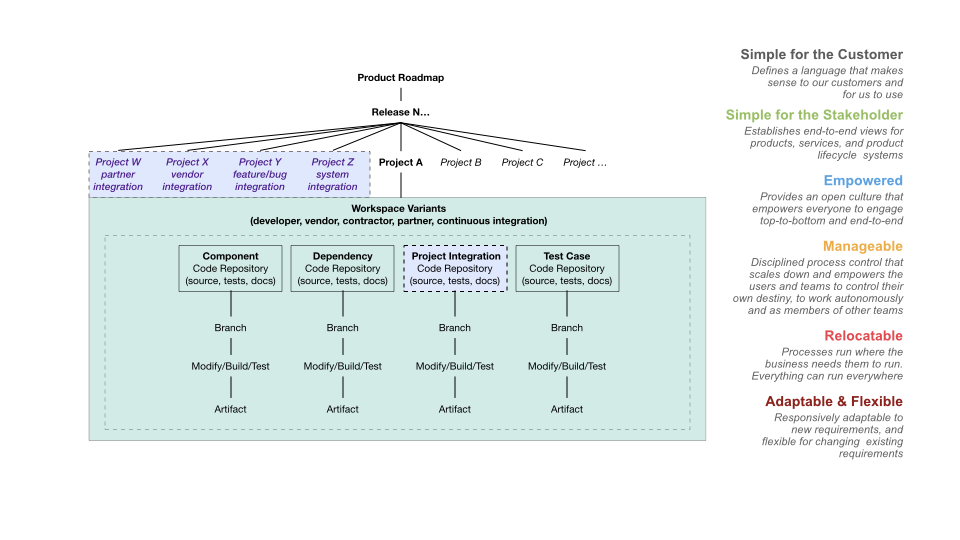 Product Roadmap
Release N...
Project W
partner
integration
Project X
vendor
integration
Project Y
feature/bug
integration
Project Z
system
integration
Project A
Project B
Project C
Project ...
Workspace Variants
(developer, vendor, contractor, partner, continuous integration)
Component
Code Repository
(source, tests, docs)
Branch
Modify/Build/Test
Artifact
Dependency
Code Repository
(source, tests, docs)
Branch
Modify/Build/Test
Artifact
Project Integration
Code Repository
(source, tests, docs)
Branch
Modify/Build/Test
Artifact
Test Case
Code Repository
(source, tests, docs)
Branch
Modify/Build/Test
Artifact
Simple for the Customer
Defines a language that makes
sense to our customers and
for us to use
Simple for the Stakeholder
Establishes end-to-end views for
products, services, and product
lifecycle systems
Empowered
Provides an open culture that
empowers everyone to engage
top-to-bottom and end-to-end
Manageable
Disciplined process control that
scales down and empowers the
users and teams to control their
own destiny, to work autonomously
and as members of other teams
Relocatable
Processes run where the
business needs them to run.
Everything can run everywhere
Adaptable & Flexible
Responsively adaptable to
new requirements, and
flexible for changing existing
requirements